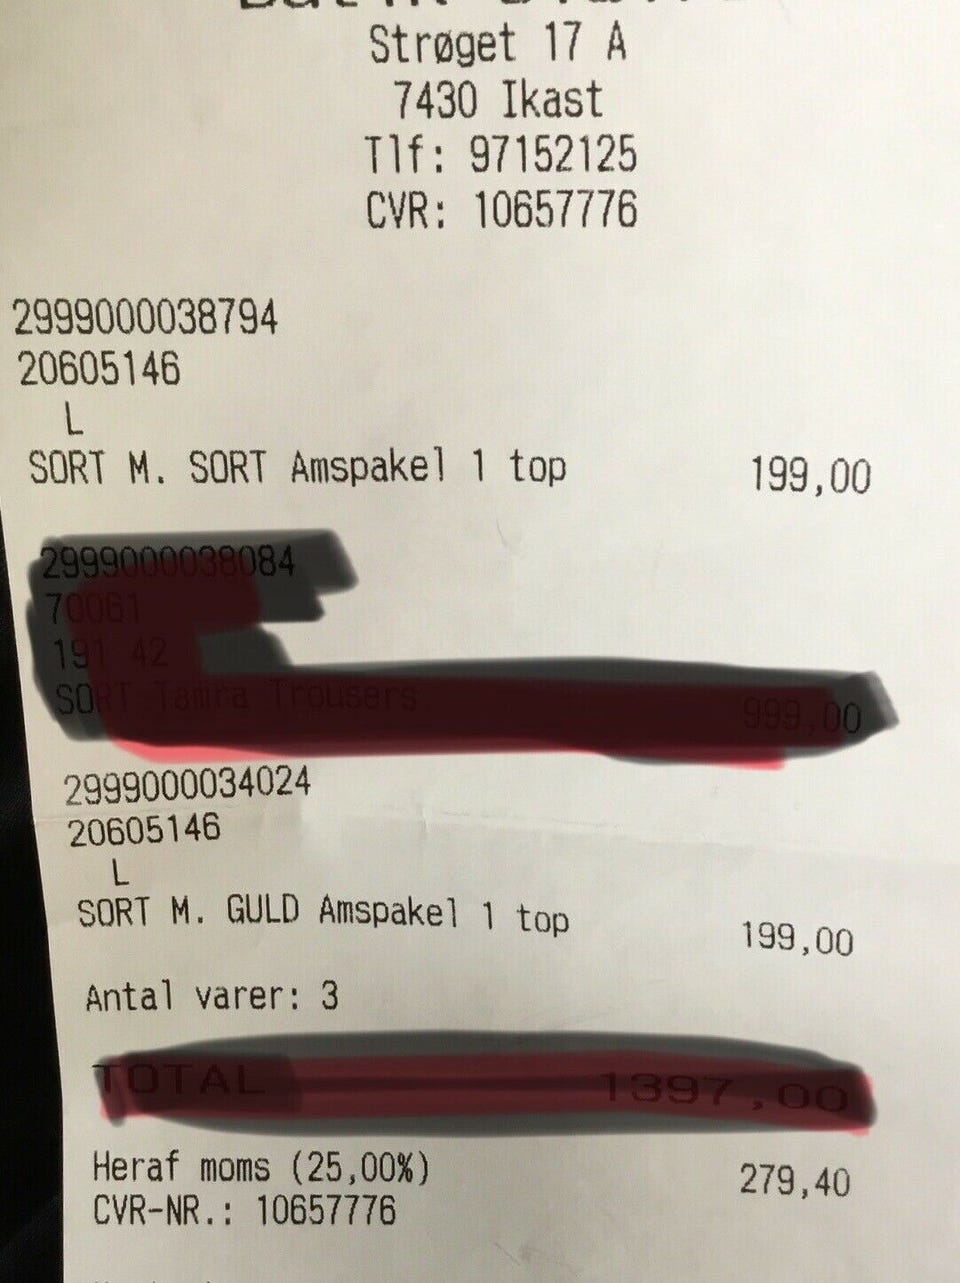 Strøget 17 A
7430 Ikast
Tlf: 97152125
CVR: 10657776
2999000038794
20605146
L
SORT M. SORT Amspakel 1 top 199,00
2999000038084
70061
191 42
SORT Tamra Trousers 999,00
2999000034024
20605146
L
SORT M. GULD Amspakel 1 top 199,00
Antal varer: 3
TOTAL 1397,00
Heraf moms (25,00%) 279,40
CVR-NR.: 10657776